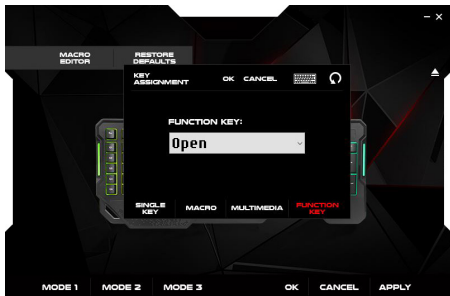 MACRO EDITOR
RESTORE DEFAULTS
KEY ASSIGNMENT
OK CANCEL
FUNCTION KEY:
Open
SINGLE KEY
MACRO
MULTIMEDIA
FUNCTION KEY
MODE 1 MODE 2 MODE 3 OK CANCEL APPLY